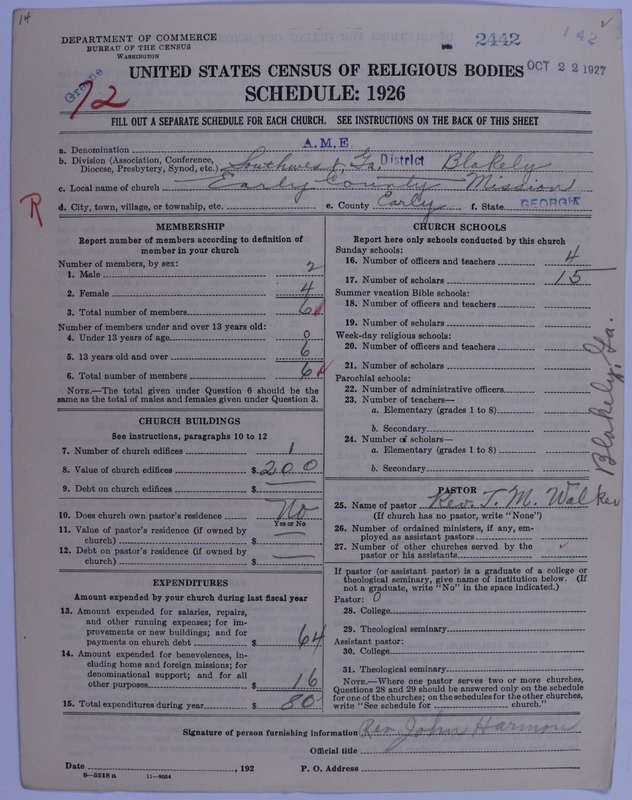 14
DEPARTMENT OF COMMERCE
BUREAU OF THE CENSUS
WASHINGTON
2442
142
Greene
72
UNITED STATES CENSUS OF RELIGIOUS BODIES OCT 22 1927
SCHEDULE: 1926
FILL OUT A SEPARATE SCHEDULE FOR EACH CHURCH. SEE INSTRUCTIONS ON THE BACK OF THIS SHEET
a. Denomination A.M.E.
b. Division (Association, Conference, Diocese, Presbytery, Synod, etc.) Southwest, Ga. District Blakely
c. Local name of church Early County Mission
d. City, town, village, or township, etc. e. County Early f. State GEORGIA
R
MEMBERSHIP
Report number of members according to definition of
member in your church
Number of members, by sex:
1. Male 2
2. Female 4
3. Total number of members 6
Number of members under and over 13 years old:
4. Under 13 years of age 0
5. 13 years old and over 6
6. Total number of members 6
NOTE.—The total given under Question 6 should be the
same as the total of males and females given under Question 3.
CHURCH BUILDINGS
See instructions, paragraphs 10 to 12
7. Number of church edifices 1
8. Value of church edifices $ 200
9. Debt on church edifices $ —
10. Does church own pastor's residence No
Yes or No
11. Value of pastor's residence (if owned by
church) $ —
12. Debt on pastor's residence (if owned by
church) $ —
EXPENDITURES
Amount expended by your church during last fiscal year
13. Amount expended for salaries, repairs,
and other running expenses; for im-
provements or new buildings; and for
payments on church debt $ 64
14. Amount expended for benevolences, in-
cluding home and foreign missions; for
denominational support; and for all
other purposes $ 16
15. Total expenditures during year $ 80
CHURCH SCHOOLS
Report here only schools conducted by this church
Sunday schools:
16. Number of officers and teachers 4
17. Number of scholars 15
Summer vacation Bible schools:
18. Number of officers and teachers
19. Number of scholars
Week-day religious schools:
20. Number of officers and teachers
21. Number of scholars
Parochial schools:
22. Number of administrative officers
23. Number of teachers—
a. Elementary (grades 1 to 8)
b. Secondary
24. Number of scholars—
a. Elementary (grades 1 to 8)
b. Secondary
Blakely, Ga.
PASTOR
25. Name of pastor Rev. T. M. Walker
(If church has no pastor, write "None")
26. Number of ordained ministers, if any, em-
ployed as assistant pastors
27. Number of other churches served by the
pastor or his assistants
If pastor (or assistant pastor) is a graduate of a college or
theological seminary, give name of institution below. (If
not a graduate, write "No" in the space indicated.)
Pastor: 0
28. College
29. Theological seminary
Assistant pastor:
30. College
31. Theological seminary
NOTE.—Where one pastor serves two or more churches,
Questions 28 and 29 should be answered only on the schedule
for one of the churches; on the schedules for the other churches,
write "See schedule for church."
Signature of person furnishing information Rev. John Harmon
Official title
Date , 192 P. O. Address
8—5518 a 11—9054